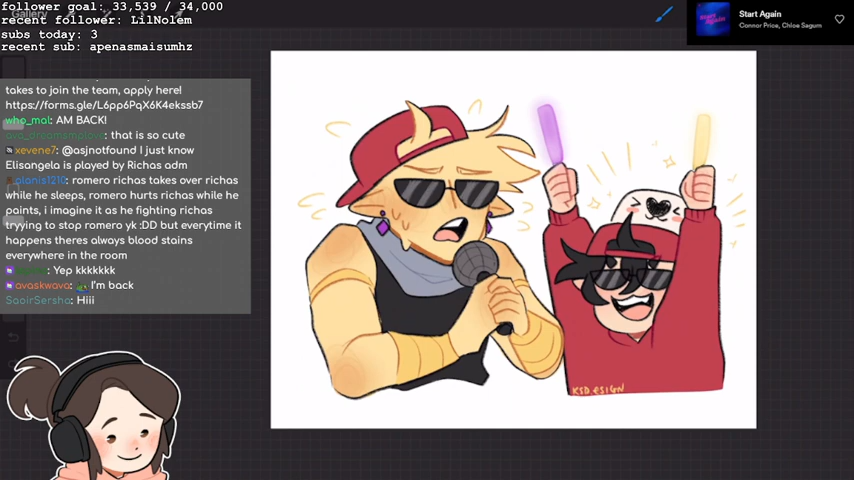 follower goal: 33,539 / 34,000
recent follower: LilNolem
subs today: 3
recent sub: apenasmaisumhz
Gallery
Start Again
Connor Price, Chloe Sagum
takes to join the team, apply here!
https://forms.gle/L6pp6PqX6K4ekssb7
who_mal: AM BACK!
that is so cute
xevene7: @asjnotfound I just know
Elisangela is played by Richas adm
planis1210: romero richas takes over richas
while he sleeps, romero hurts richas while he
paints, i imagine it as he fighting richas
tryying to stop romero yk :DD but everytime it
happens theres always blood stains
everywhere in the room
Yep kkkkkkk
avaskwava: I'm back
SaoirSersha: Hiii
KSD.ESIGN